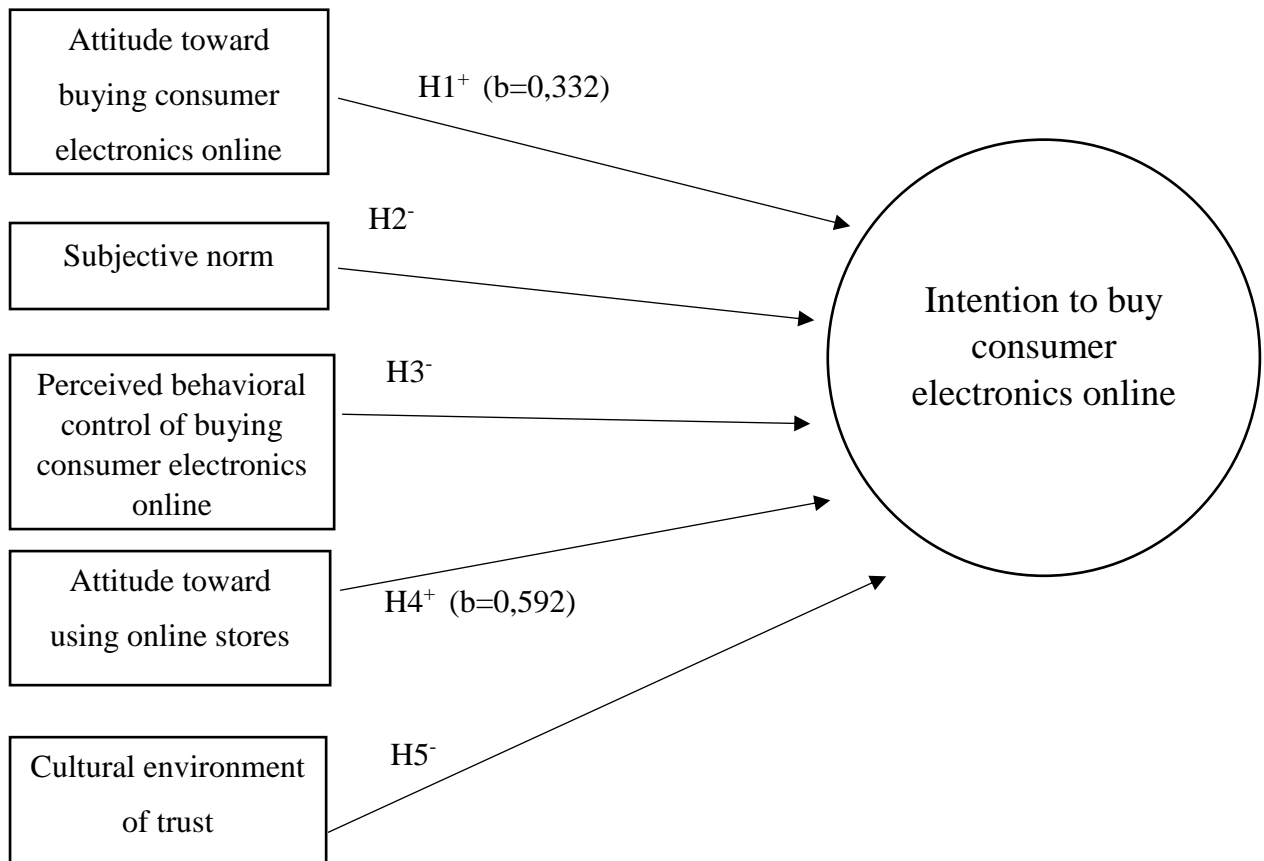 Attitude toward
buying consumer
electronics online
H1⁺ (b=0,332)
Subjective norm
H2⁻
Perceived behavioral
control of buying
consumer electronics
online
H3⁻
Attitude toward
using online stores
H4⁺ (b=0,592)
Cultural environment
of trust
H5⁻
Intention to buy
consumer
electronics online